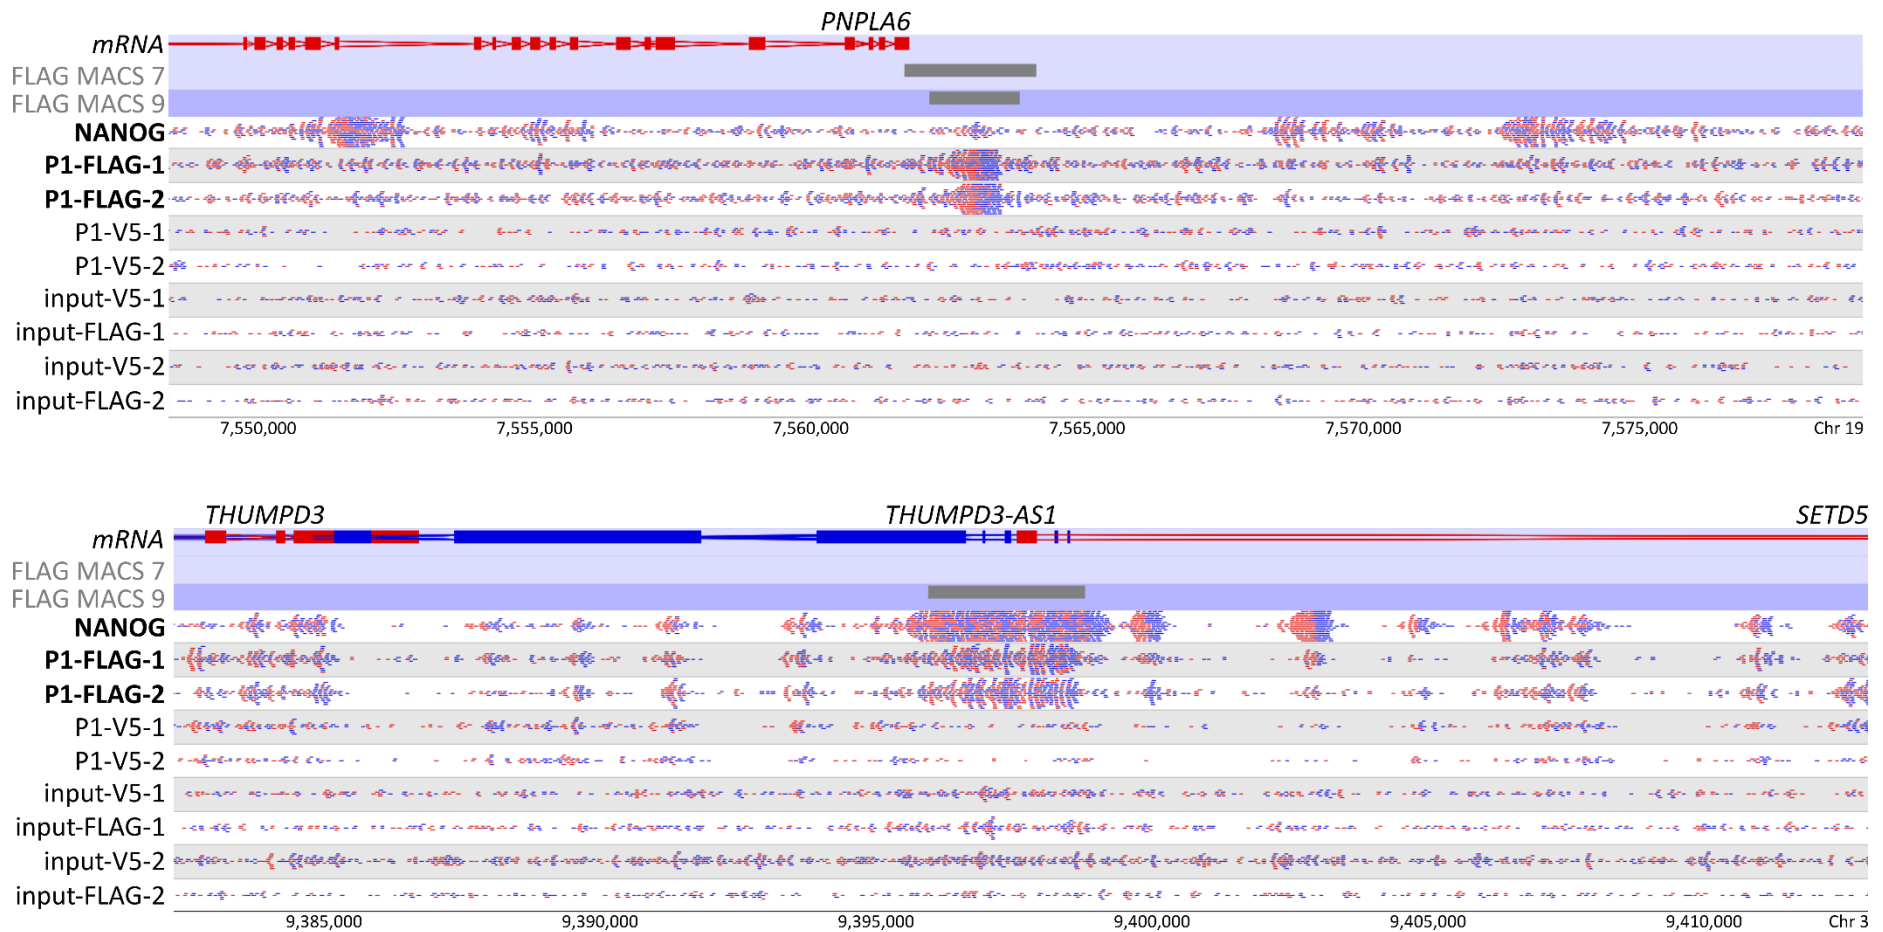 PNPLA6
mRNA
FLAG MACS 7
FLAG MACS 9
NANOG
P1-FLAG-1
P1-FLAG-2
P1-V5-1
P1-V5-2
input-V5-1
input-FLAG-1
input-V5-2
input-FLAG-2
7,550,000 7,555,000 7,560,000 7,565,000 7,570,000 7,575,000 Chr 19
THUMPD3 THUMPD3-AS1 SETD5
mRNA
FLAG MACS 7
FLAG MACS 9
NANOG
P1-FLAG-1
P1-FLAG-2
P1-V5-1
P1-V5-2
input-V5-1
input-FLAG-1
input-V5-2
input-FLAG-2
9,385,000 9,390,000 9,395,000 9,400,000 9,405,000 9,410,000 Chr 3